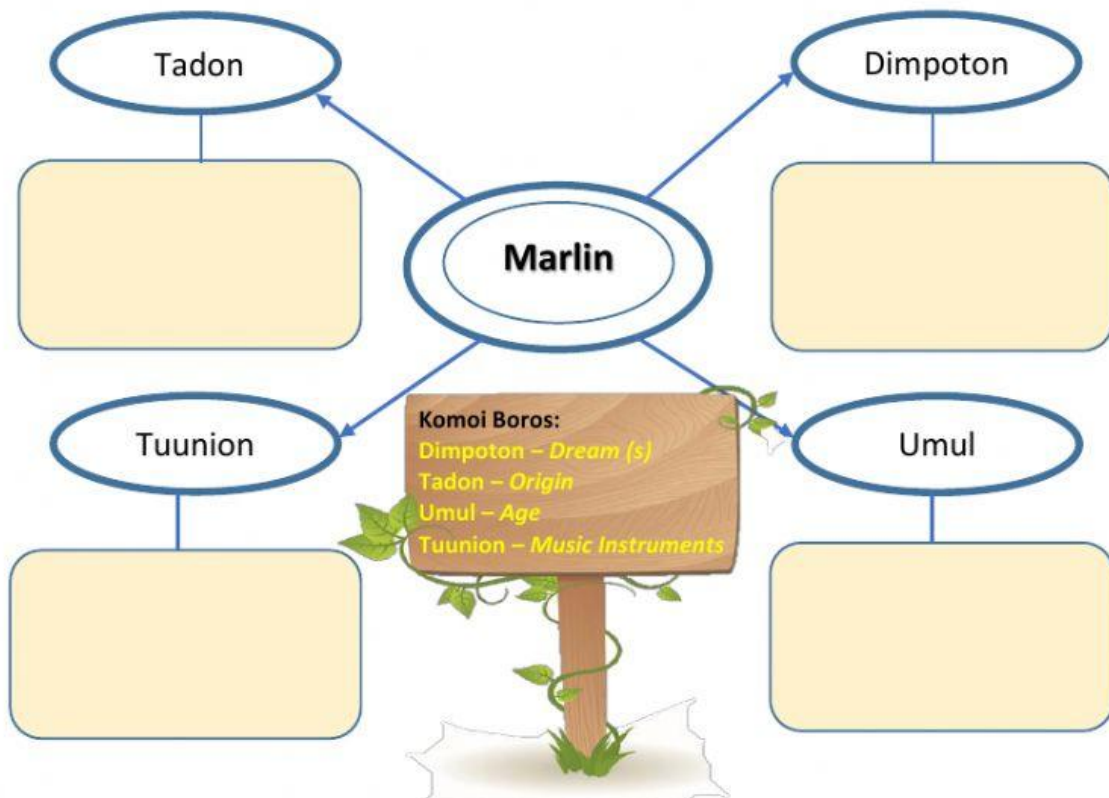 Tadon
Dimpoton
Marlin
Tuunion
Umul
Komoi Boros:
Dimpoton – Dream (s)
Tadon – Origin
Umul – Age
Tuunion – Music Instruments